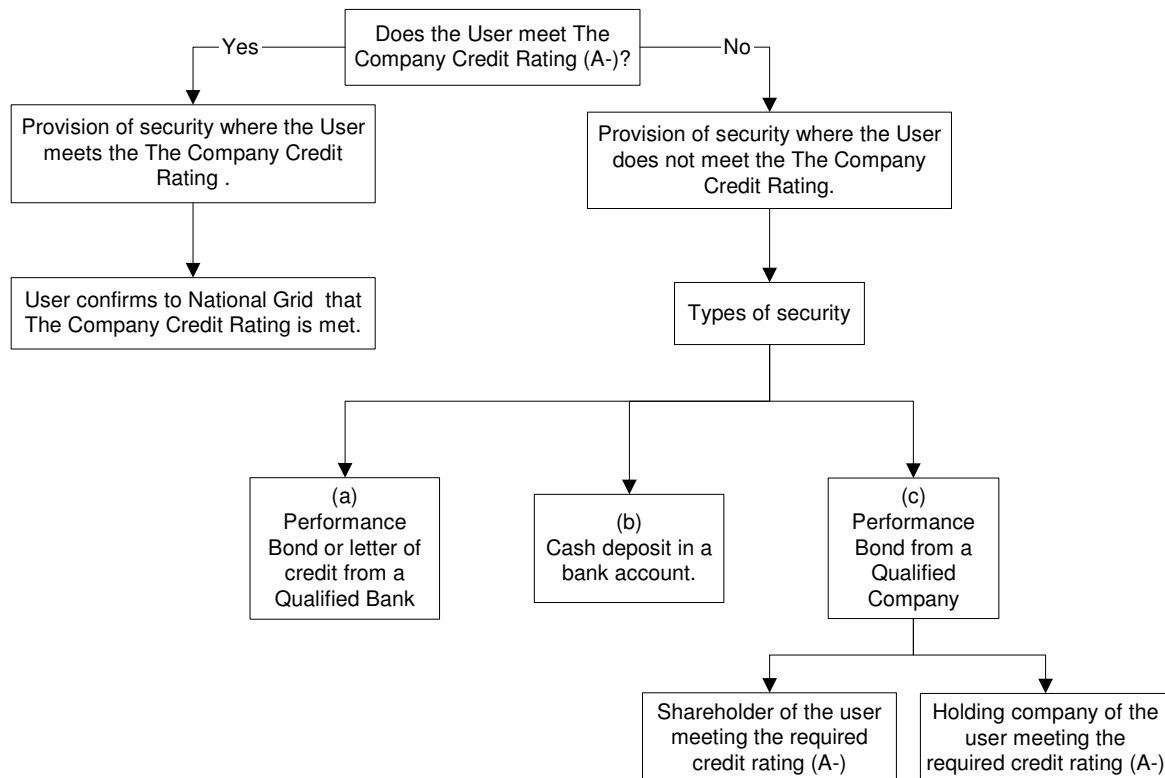 Does the User meet The
Company Credit Rating (A-)?
Yes
No
Provision of security where the User
meets the The Company Credit
Rating .
Provision of security where the User
does not meet the The Company
Credit Rating.
User confirms to National Grid  that
The Company Credit Rating is met.
Types of security
(a)
Performance
Bond or letter of
credit from a
Qualified Bank
(b)
Cash deposit in a
bank account.
(c)
Performance
Bond from a
Qualified
Company
Shareholder of the user
meeting the required
credit rating (A-)
Holding company of the
user meeting the
required credit rating (A-)